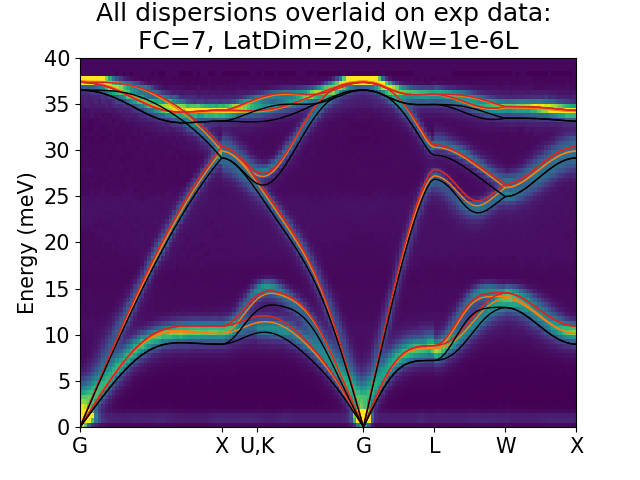 All dispersions overlaid on exp data:
FC=7, LatDim=20, klW=1e-6L
Energy (meV)
40
35
30
25
20
15
10
5
0
G X U,K G L W X